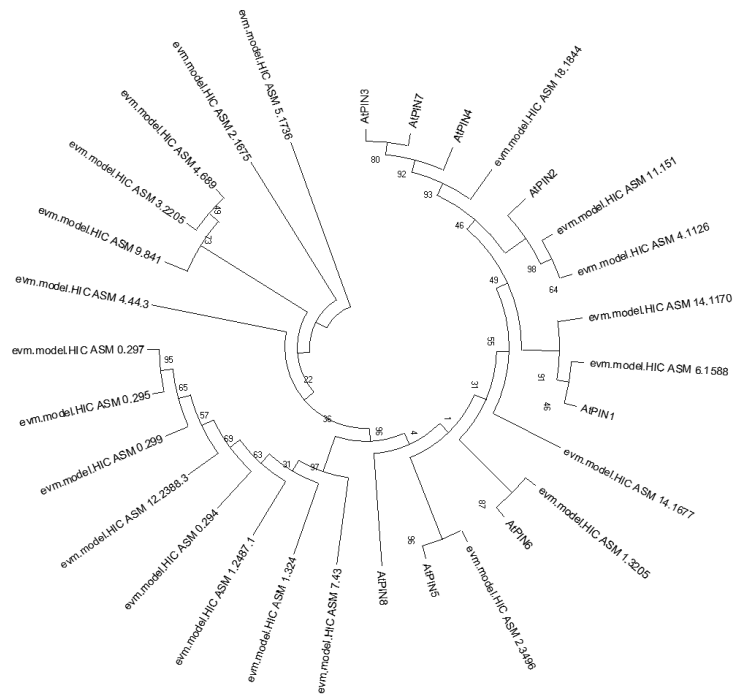 evm.model.HIC ASM 5.1736
AtPIN3
AtPIN7
AtPIN4
evm.model.HIC ASM 18.1844
AtPIN2
evm.model.HIC ASM 11.151
evm.model.HIC ASM 4.1126
evm.model.HIC ASM 14.1170
evm.model.HIC ASM 6.1588
AtPIN1
evm.model.HIC ASM 14.1677
evm.model.HIC ASM 1.3205
AtPIN6
evm.model.HIC ASM 2.3496
AtPIN5
AtPIN8
evm.model.HIC ASM 7.43
evm.model.HIC ASM 1.324
evm.model.HIC ASM 1.2487.1
evm.model.HIC ASM 0.294
evm.model.HIC ASM 12.2388.3
evm.model.HIC ASM 0.299
evm.model.HIC ASM 0.295
evm.model.HIC ASM 0.297
evm.model.HIC ASM 4.44.3
evm.model.HIC ASM 9.841
evm.model.HIC ASM 3.2205
evm.model.HIC ASM 4.689
evm.model.HIC ASM 2.1675
80
92
93
46
98
64
49
91
46
55
31
87
1
96
4
96
36
97
31
63
69
57
65
95
22
73
49